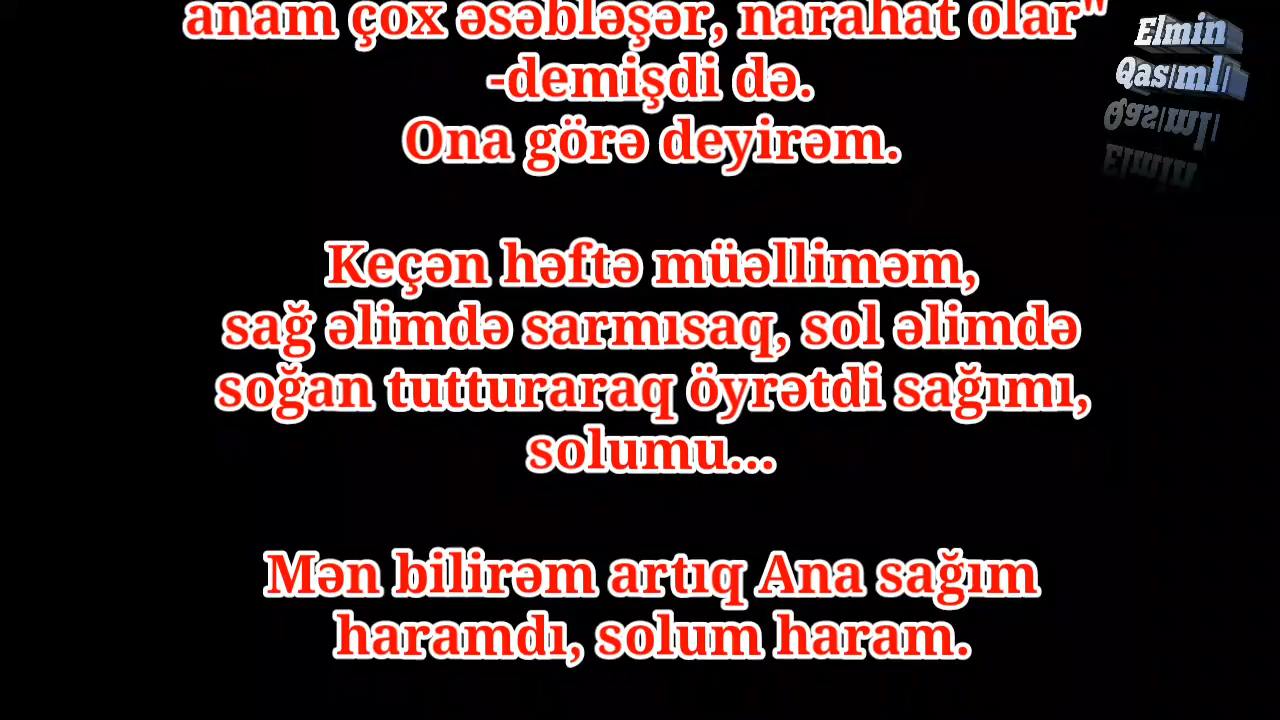 anam çox əsəbləşər, narahat olar"
-demişdi də.
Ona görə deyirəm.
Keçən həftə müəlliməm,
sağ əlimdə sarmısaq, sol əlimdə
soğan tutturaraq öyrətdi sağımı,
solumu...
Mən bilirəm artıq Ana sağım
haramdı, solum haram.
Elmin
Qasımlı